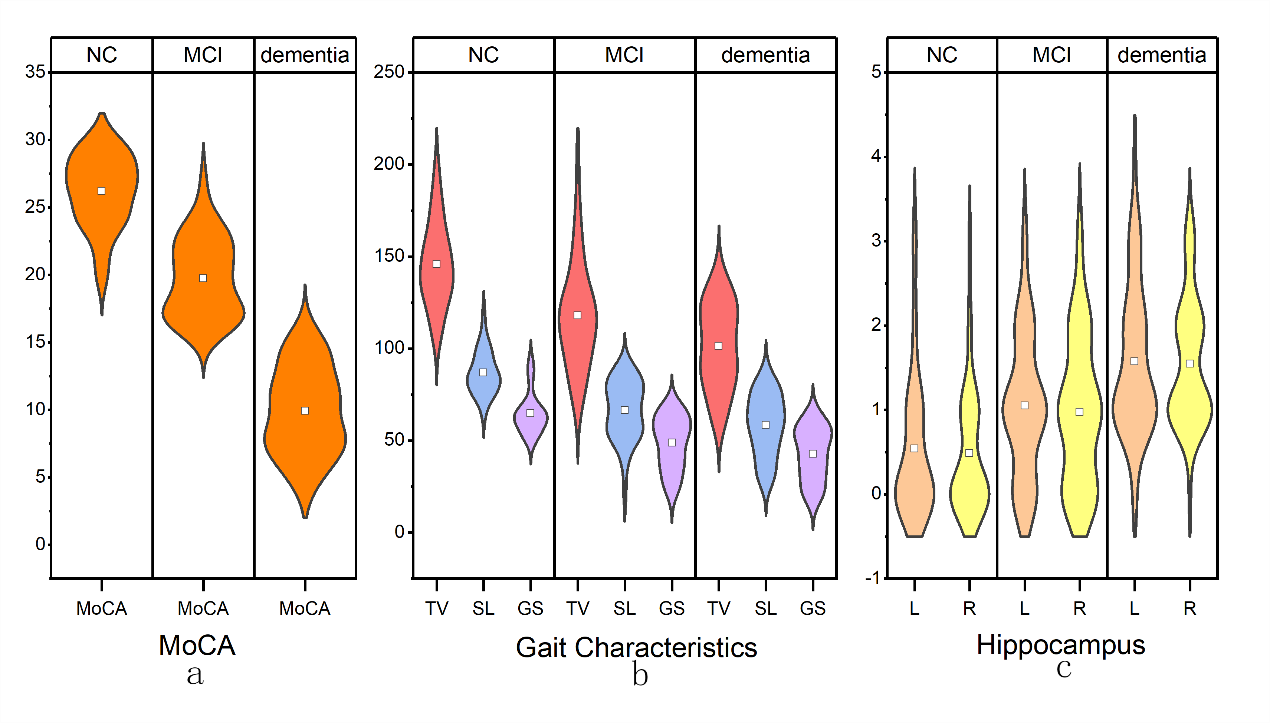 NC MCI dementia
35
30
25
20
15
10
5
0
MoCA MoCA MoCA
MoCA
a
NC MCI dementia
250
200
150
100
50
0
TV SL GS TV SL GS TV SL GS
Gait Characteristics
b
NC MCI dementia
5
4
3
2
1
0
-1
L R L R L R
Hippocampus
c